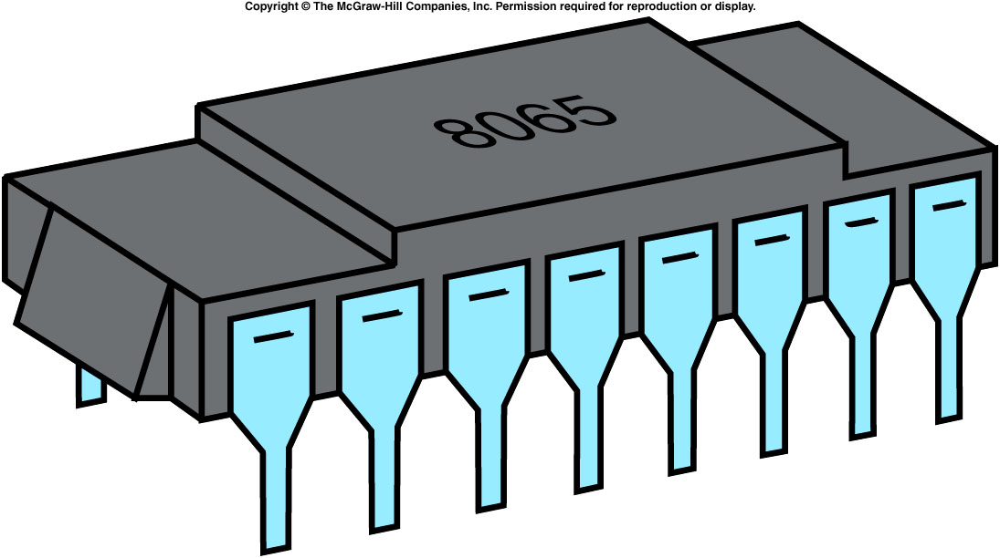 Copyright © The McGraw-Hill Companies, Inc. Permission required for reproduction or display.
8065